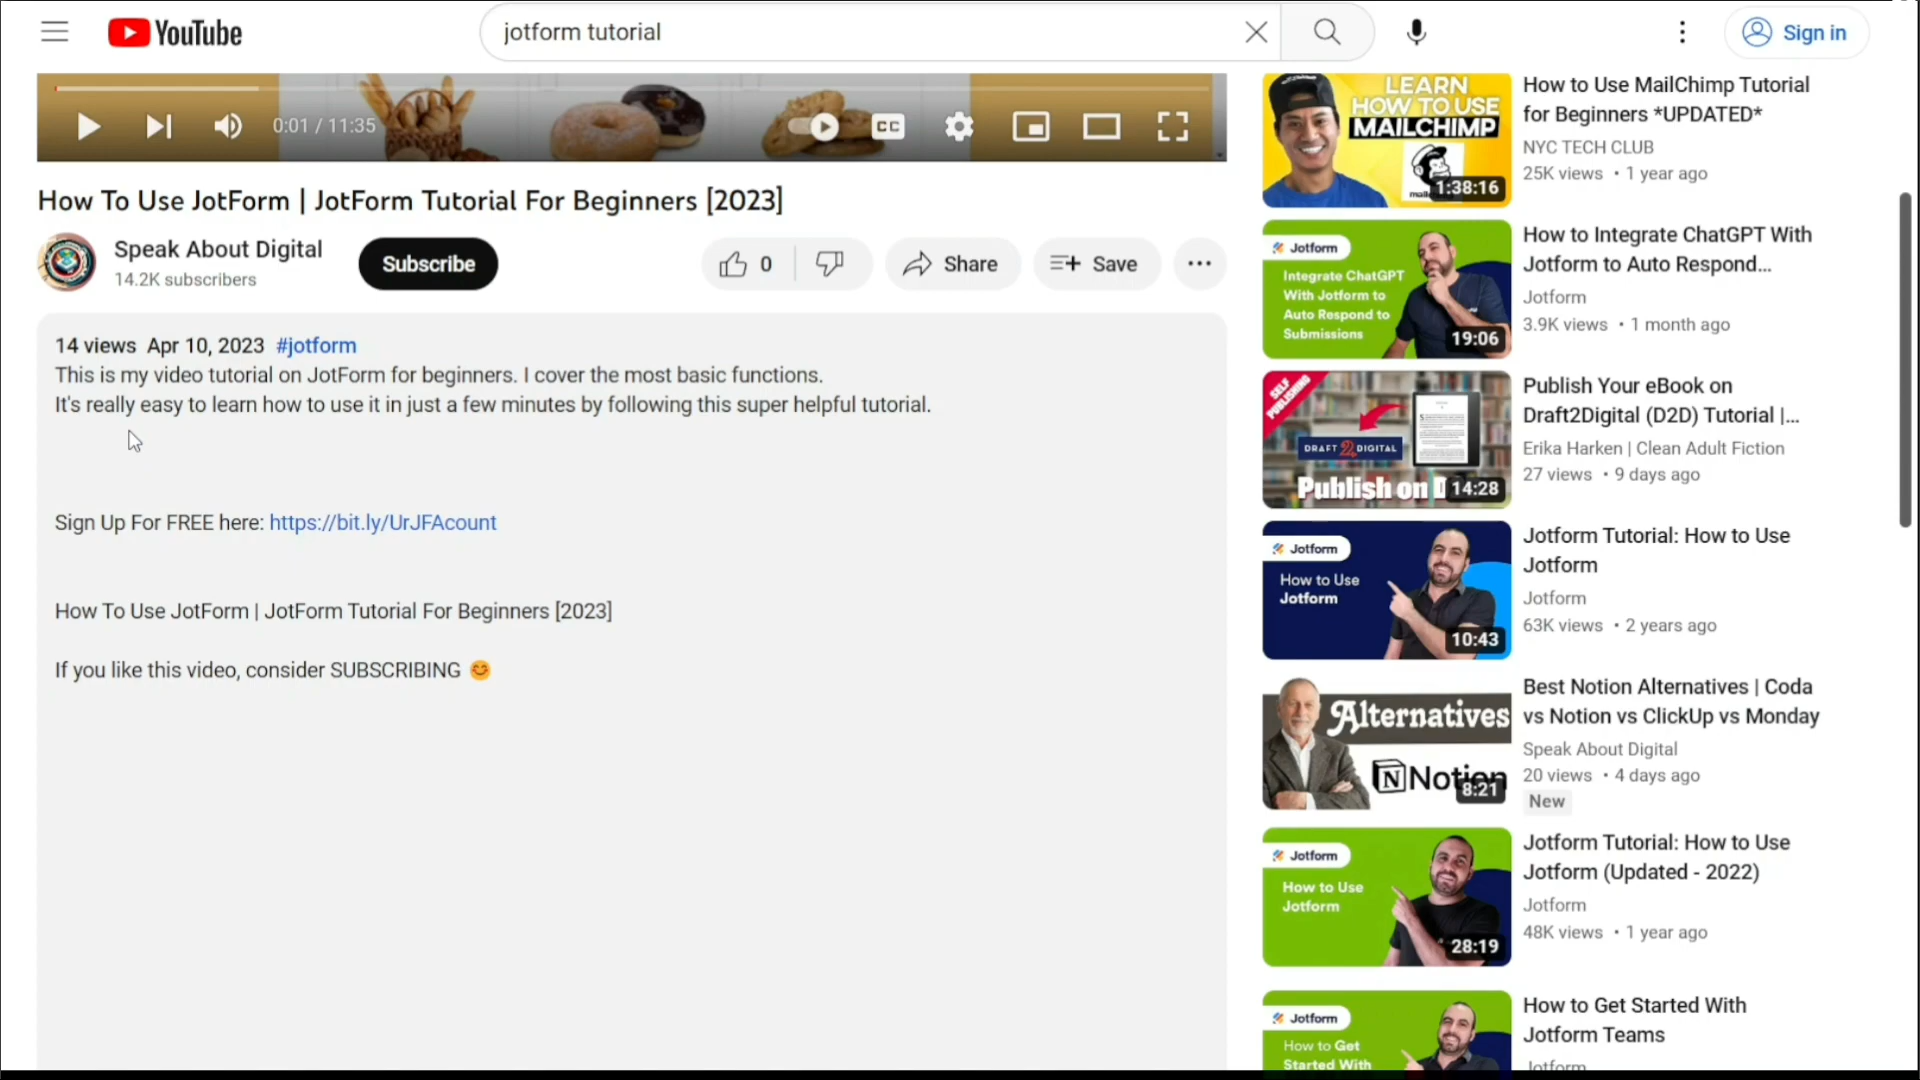 YouTube
jotform tutorial
Sign in
0:01 / 11:35
CC
How To Use JotForm | JotForm Tutorial For Beginners [2023]
Speak About Digital
14.2K subscribers
Subscribe
0
Share
Save
14 views Apr 10, 2023 #jotform
This is my video tutorial on JotForm for beginners. I cover the most basic functions.
It's really easy to learn how to use it in just a few minutes by following this super helpful tutorial.
Sign Up For FREE here: https://bit.ly/UrJFAcount
How To Use JotForm | JotForm Tutorial For Beginners [2023]
If you like this video, consider SUBSCRIBING 😊
LEARN
HOW TO USE
MAILCHIMP
1:38:16
How to Use MailChimp Tutorial
for Beginners *UPDATED*
NYC TECH CLUB
25K views • 1 year ago
Jotform
Integrate ChatGPT
With Jotform to
Auto Respond to
Submissions
19:06
How to Integrate ChatGPT With
Jotform to Auto Respond...
Jotform
3.9K views • 1 month ago
SELF
PUBLISHING
DRAFT 2 DIGITAL
Publish on D
14:28
Publish Your eBook on
Draft2Digital (D2D) Tutorial |...
Erika Harken | Clean Adult Fiction
27 views • 9 days ago
Jotform
How to Use
Jotform
10:43
Jotform Tutorial: How to Use
Jotform
Jotform
63K views • 2 years ago
Alternatives
Notion
8:21
Best Notion Alternatives | Coda
vs Notion vs ClickUp vs Monday
Speak About Digital
20 views • 4 days ago
New
Jotform
How to Use
Jotform
28:19
Jotform Tutorial: How to Use
Jotform (Updated - 2022)
Jotform
48K views • 1 year ago
Jotform
How to Get
Started With
How to Get Started With
Jotform Teams
Jotform